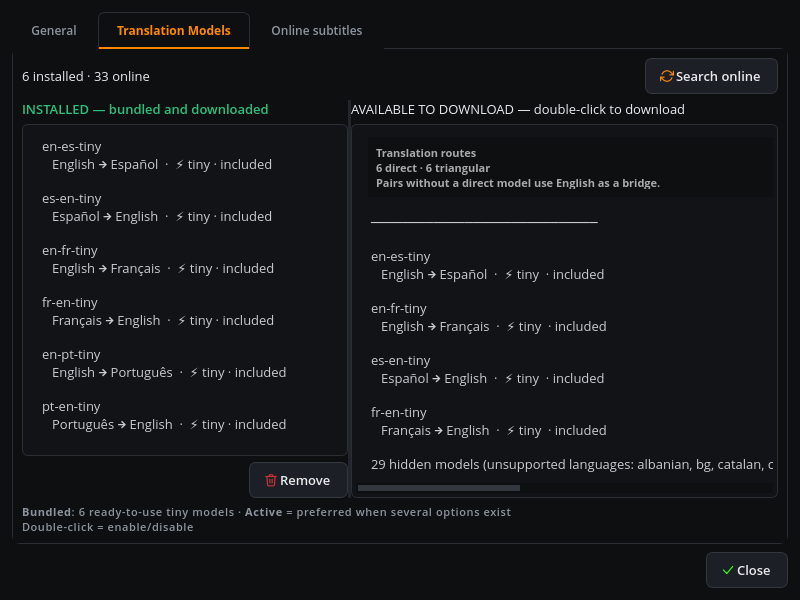 General
Translation Models
Online subtitles
6 installed · 33 online
Search online
INSTALLED — bundled and downloaded
en-es-tiny
English → Español · ⚡ tiny · included
es-en-tiny
Español → English · ⚡ tiny · included
en-fr-tiny
English → Français · ⚡ tiny · included
fr-en-tiny
Français → English · ⚡ tiny · included
en-pt-tiny
English → Português · ⚡ tiny · included
pt-en-tiny
Português → English · ⚡ tiny · included
Remove
AVAILABLE TO DOWNLOAD — double-click to download
Translation routes
6 direct · 6 triangular
Pairs without a direct model use English as a bridge.
en-es-tiny
English → Español · ⚡ tiny · included
en-fr-tiny
English → Français · ⚡ tiny · included
es-en-tiny
Español → English · ⚡ tiny · included
fr-en-tiny
Français → English · ⚡ tiny · included
29 hidden models (unsupported languages: albanian, bg, catalan, c
Bundled: 6 ready-to-use tiny models · Active = preferred when several options exist
Double-click = enable/disable
Close